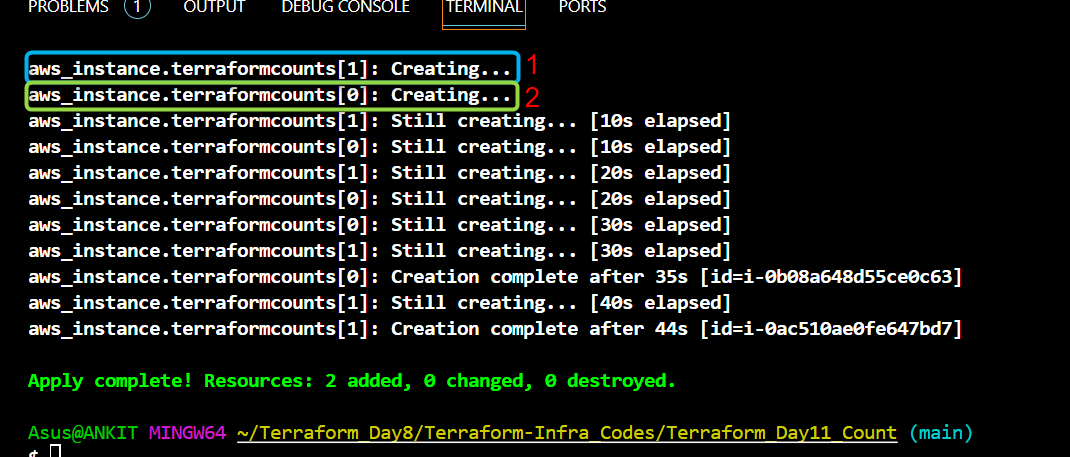 PROBLEMS 1 OUTPUT DEBUG CONSOLE TERMINAL PORTS
aws_instance.terraformcounts[1]: Creating... 1
aws_instance.terraformcounts[0]: Creating... 2
aws_instance.terraformcounts[1]: Still creating... [10s elapsed]
aws_instance.terraformcounts[0]: Still creating... [10s elapsed]
aws_instance.terraformcounts[1]: Still creating... [20s elapsed]
aws_instance.terraformcounts[0]: Still creating... [20s elapsed]
aws_instance.terraformcounts[0]: Still creating... [30s elapsed]
aws_instance.terraformcounts[1]: Still creating... [30s elapsed]
aws_instance.terraformcounts[0]: Creation complete after 35s [id=i-0b08a648d55ce0c63]
aws_instance.terraformcounts[1]: Still creating... [40s elapsed]
aws_instance.terraformcounts[1]: Creation complete after 44s [id=i-0ac510ae0fe647bd7]
Apply complete! Resources: 2 added, 0 changed, 0 destroyed.
Asus@ANKIT MINGW64 ~/Terraform_Day8/Terraform-Infra_Codes/Terraform_Day11_Count (main)
$